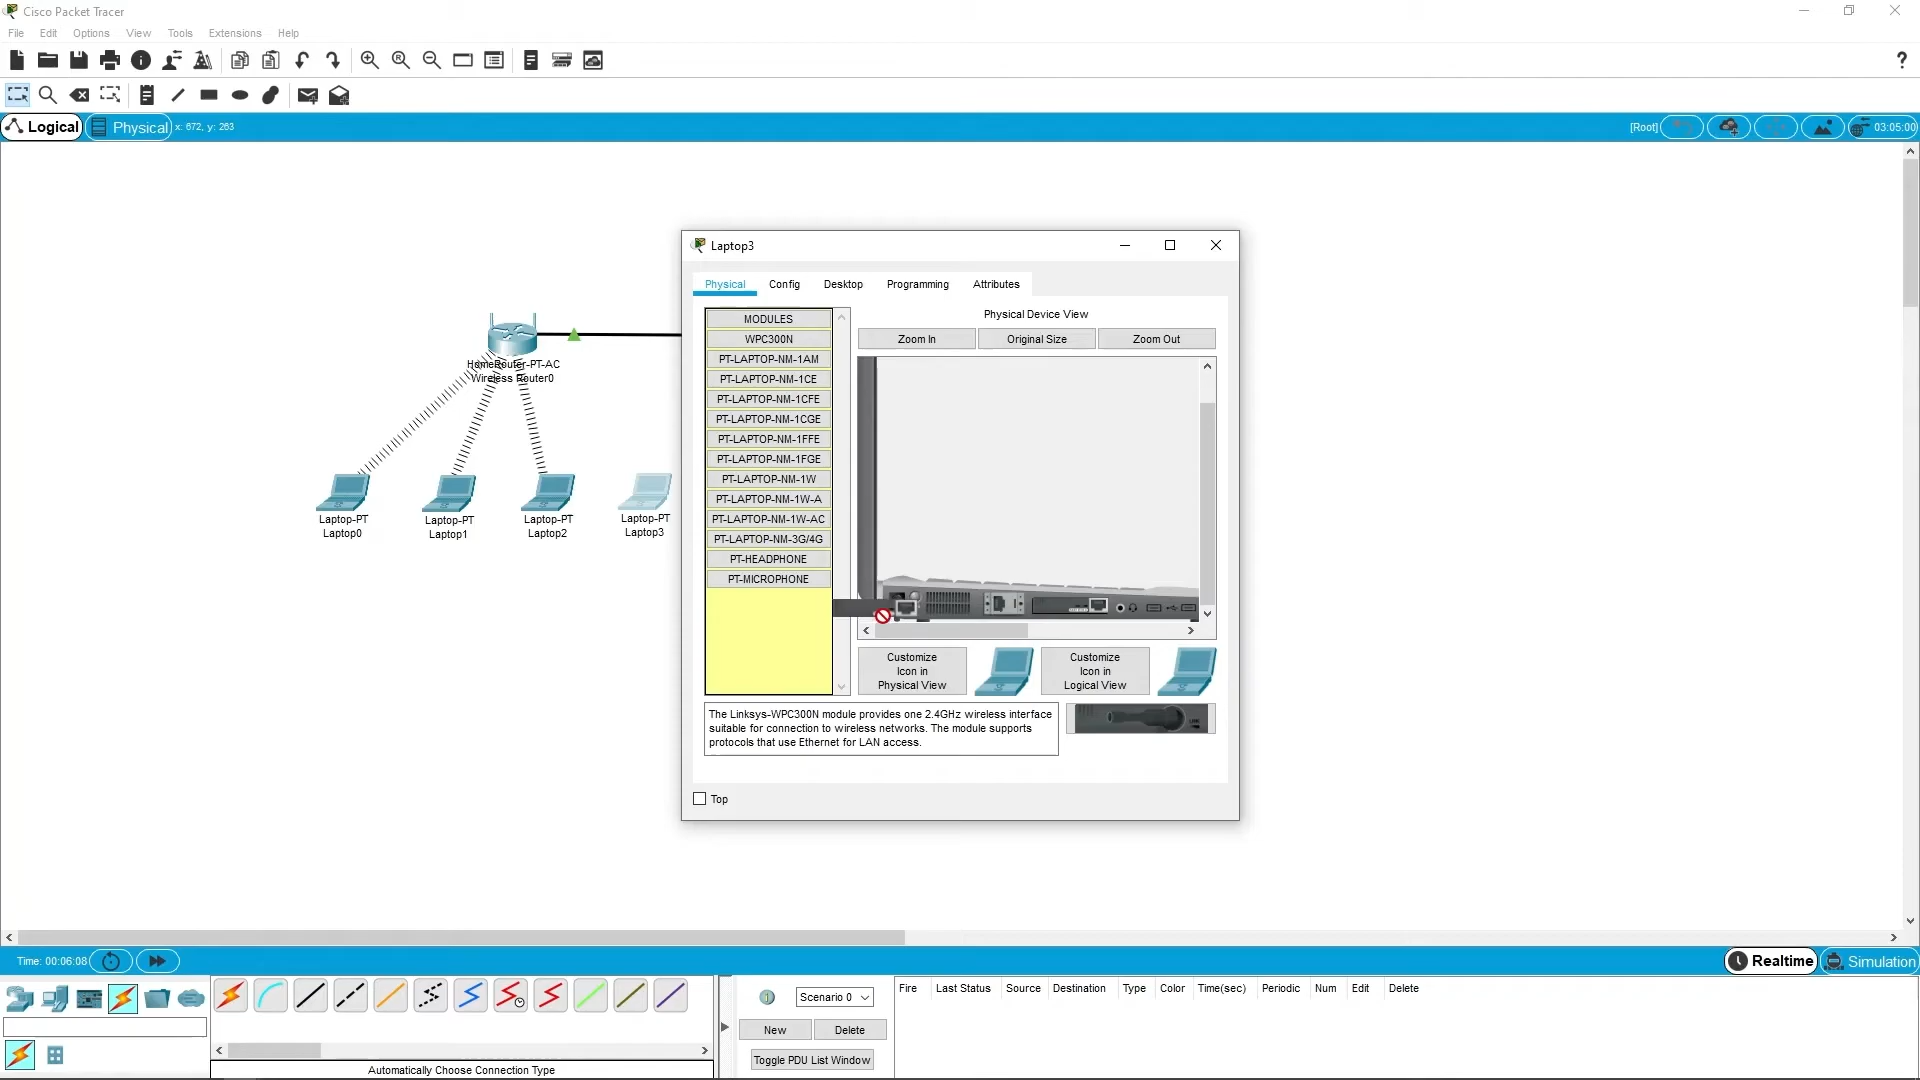 Cisco Packet Tracer
File Edit Options View Tools Extensions Help
?
Logical Physical x: 672, y: 263 [Root] 03:05:00
Laptop3
Physical Config Desktop Programming Attributes
MODULES
WPC300N
PT-LAPTOP-NM-1AM
PT-LAPTOP-NM-1CE
PT-LAPTOP-NM-1CFE
PT-LAPTOP-NM-1CGE
PT-LAPTOP-NM-1FFE
PT-LAPTOP-NM-1FGE
PT-LAPTOP-NM-1W
PT-LAPTOP-NM-1W-A
PT-LAPTOP-NM-1W-AC
PT-LAPTOP-NM-3G/4G
PT-HEADPHONE
PT-MICROPHONE
Physical Device View
Zoom In Original Size Zoom Out
Customize
Icon in
Physical View
Customize
Icon in
Logical View
The Linksys-WPC300N module provides one 2.4GHz wireless interface
suitable for connection to wireless networks. The module supports
protocols that use Ethernet for LAN access.
Top
HomeRouter-PT-AC
Wireless Router0
Laptop-PT
Laptop0
Laptop-PT
Laptop1
Laptop-PT
Laptop2
Laptop-PT
Laptop3
Time: 00:06:08 Realtime Simulation
Scenario 0
New Delete
Toggle PDU List Window
Fire Last Status Source Destination Type Color Time(sec) Periodic Num Edit Delete
Automatically Choose Connection Type